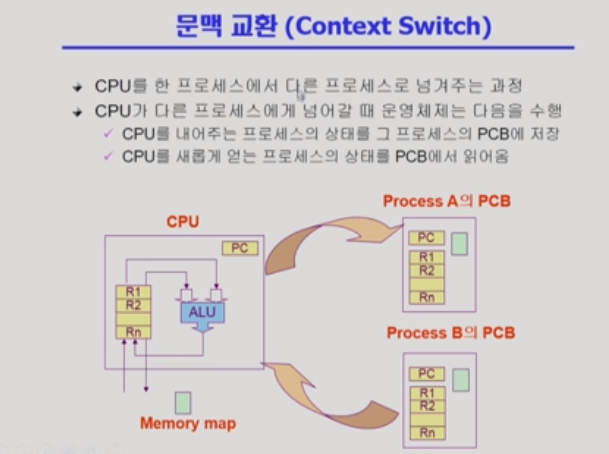 문맥 교환 (Context Switch)
CPU를 한 프로세스에서 다른 프로세스로 넘겨주는 과정
CPU가 다른 프로세스에게 넘어갈 때 운영체제는 다음을 수행
CPU를 내어주는 프로세스의 상태를 그 프로세스의 PCB에 저장
CPU를 새롭게 얻는 프로세스의 상태를 PCB에서 읽어옴
Process A의 PCB
CPU
PC
PC
R1
R2
Rn
R1
R2
Rn
ALU
Process B의 PCB
PC
R1
R2
Rn
Memory map